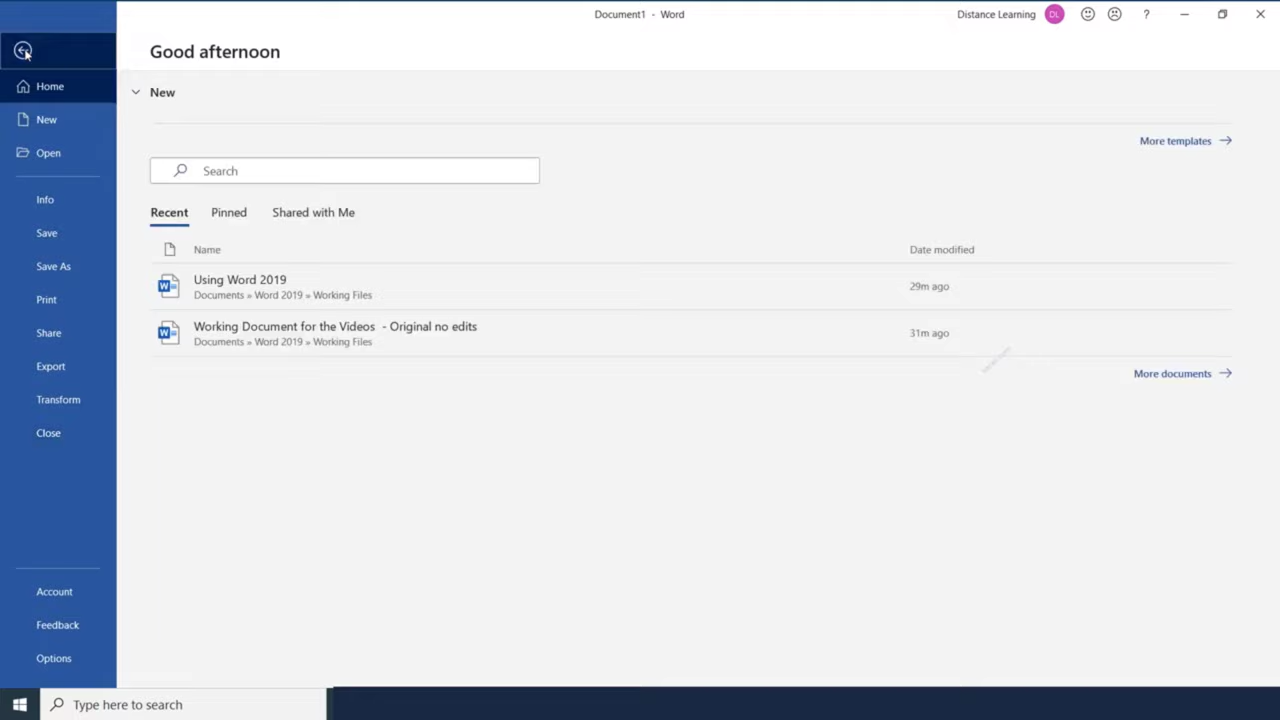 Document1 - Word
Distance Learning DL ?
Good afternoon
Home
New
Open
Info
Save
Save As
Print
Share
Export
Transform
Close
Account
Feedback
Options
New
More templates
Search
Recent Pinned Shared with Me
Name Date modified
W Using Word 2019 29m ago
Documents » Word 2019 » Working Files
W Working Document for the Videos - Original no edits 31m ago
Documents » Word 2019 » Working Files
More documents
Type here to search